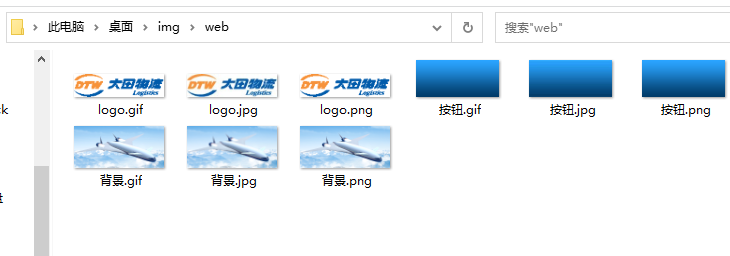 此电脑 > 桌面 > img > web
搜索"web"
DTW 大田物流 Logistics
DTW 大田物流 Logistics
DTW 大田物流 Logistics
logo.gif logo.jpg logo.png 按钮.gif 按钮.jpg 按钮.png
背景.gif 背景.jpg 背景.png